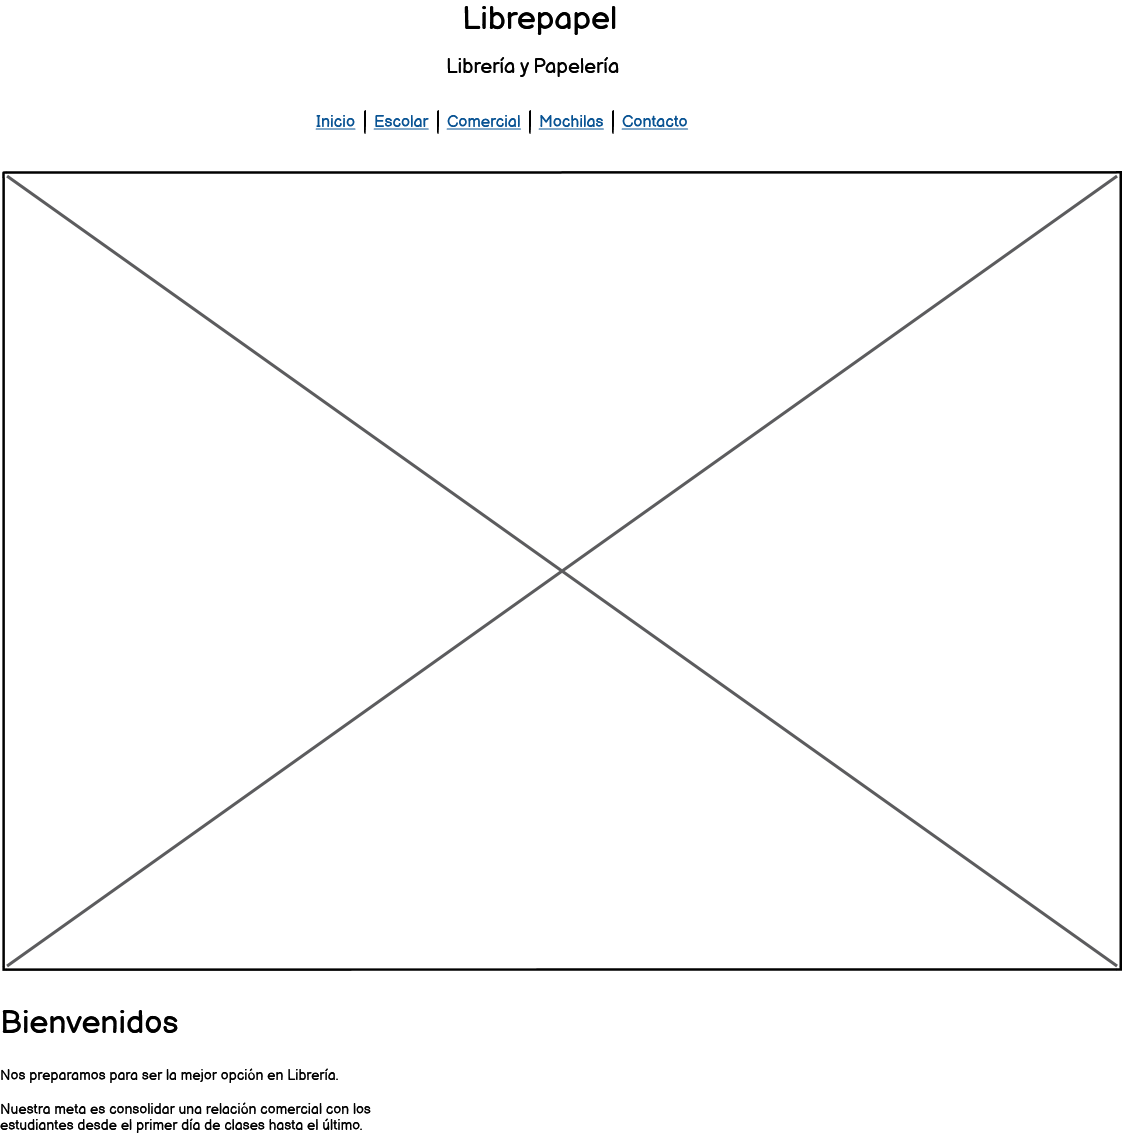 Librepapel
Librería y Papelería
Inicio | Escolar | Comercial | Mochilas | Contacto
Bienvenidos
Nos preparamos para ser la mejor opción en Librería.
Nuestra meta es consolidar una relación comercial con los
estudiantes desde el primer día de clases hasta el último.